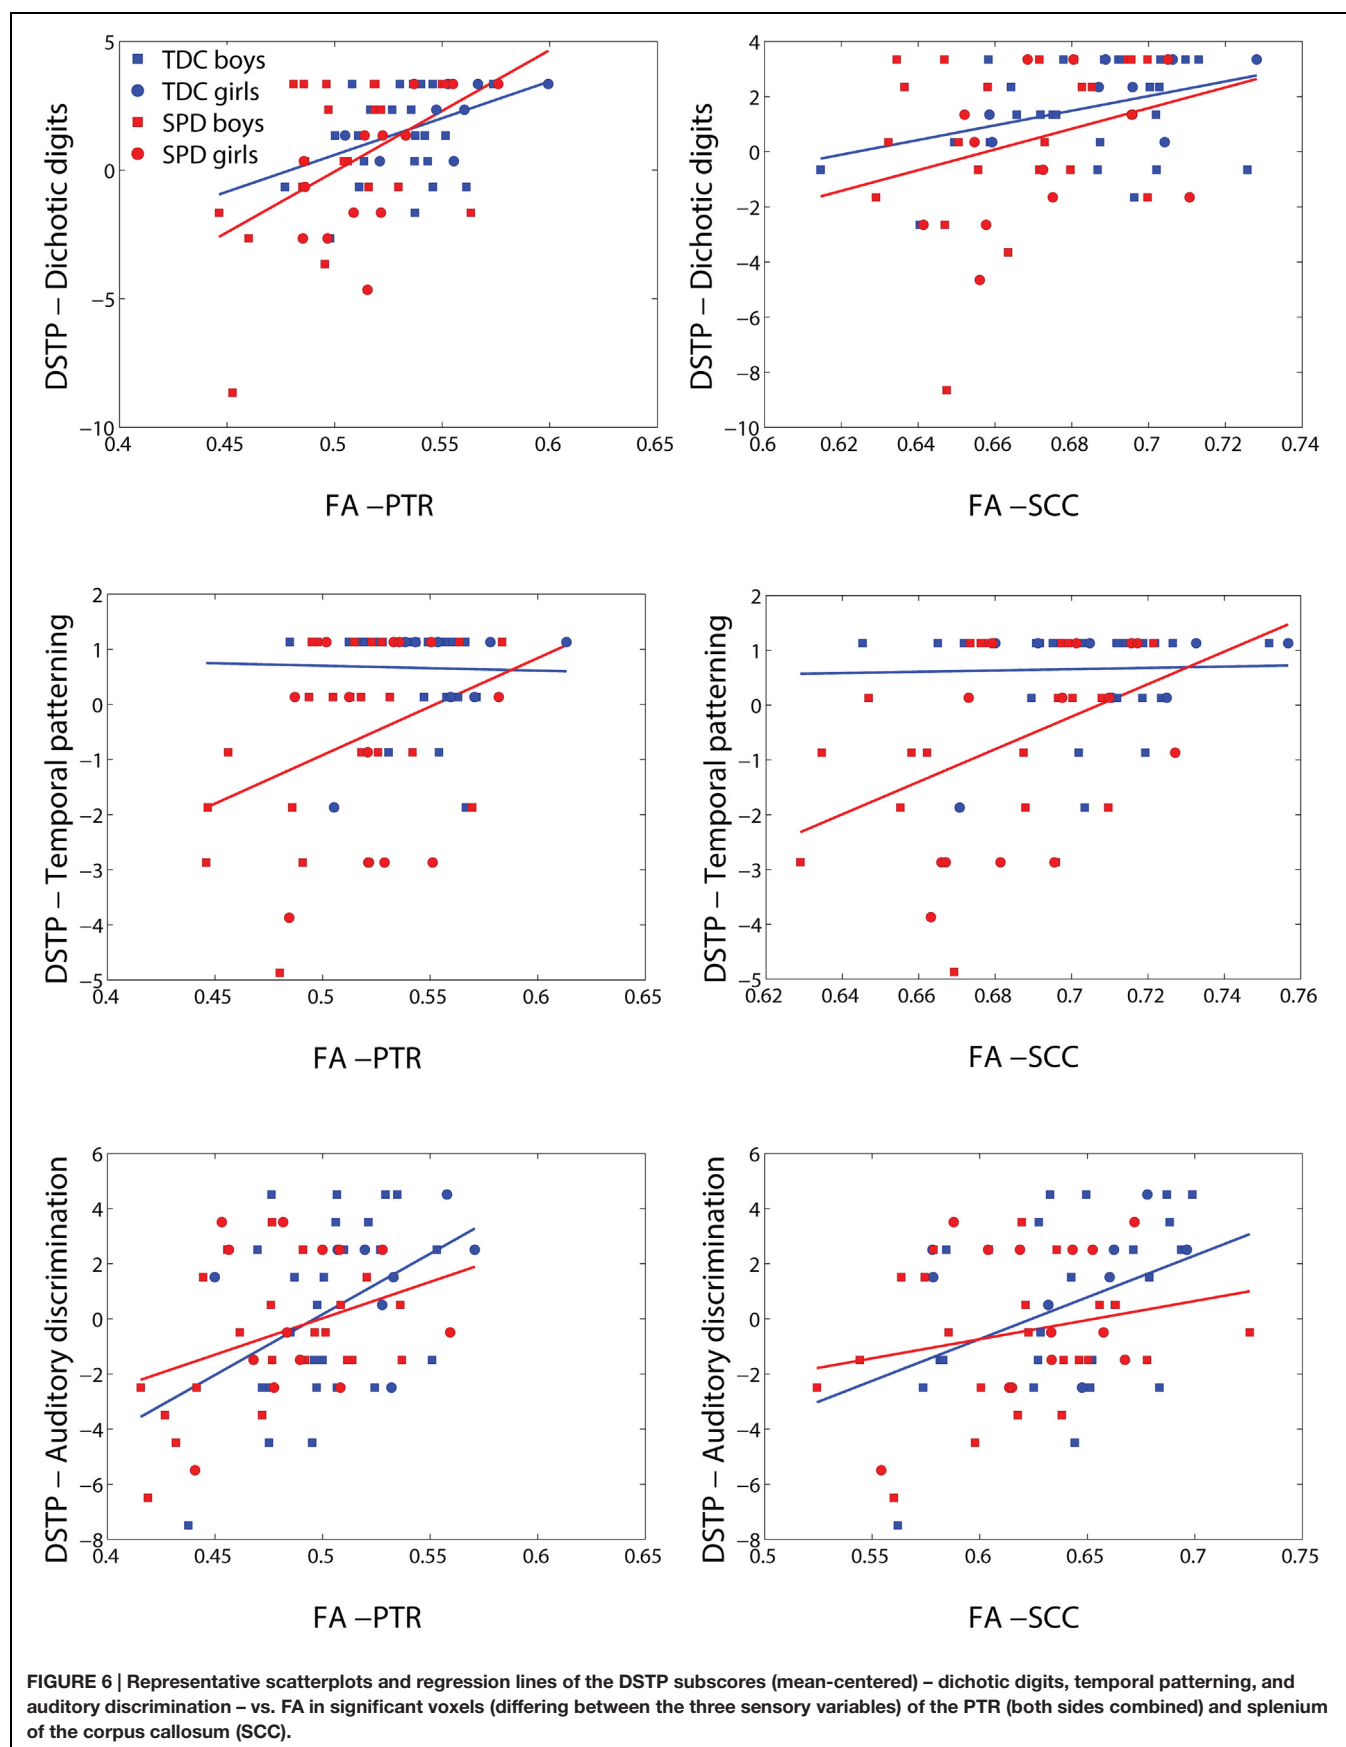 5
0
−5
−10
0.4 0.45 0.5 0.55 0.6 0.65
DSTP – Dichotic digits
FA –PTR
TDC boys
TDC girls
SPD boys
SPD girls
4
2
0
−2
−4
−6
−8
−10
0.6 0.62 0.64 0.66 0.68 0.7 0.72 0.74
DSTP – Dichotic digits
FA –SCC
2
1
0
−1
−2
−3
−4
−5
0.4 0.45 0.5 0.55 0.6 0.65
DSTP – Temporal patterning
FA –PTR
2
1
0
−1
−2
−3
−4
−5
0.62 0.64 0.66 0.68 0.7 0.72 0.74 0.76
DSTP – Temporal patterning
FA –SCC
6
4
2
0
−2
−4
−6
−8
0.4 0.45 0.5 0.55 0.6 0.65
DSTP – Auditory discrimination
FA –PTR
6
4
2
0
−2
−4
−6
−8
0.5 0.55 0.6 0.65 0.7 0.75
DSTP – Auditory discrimination
FA –SCC
FIGURE 6 | Representative scatterplots and regression lines of the DSTP subscores (mean-centered) – dichotic digits, temporal patterning, and
auditory discrimination – vs. FA in significant voxels (differing between the three sensory variables) of the PTR (both sides combined) and splenium
of the corpus callosum (SCC).